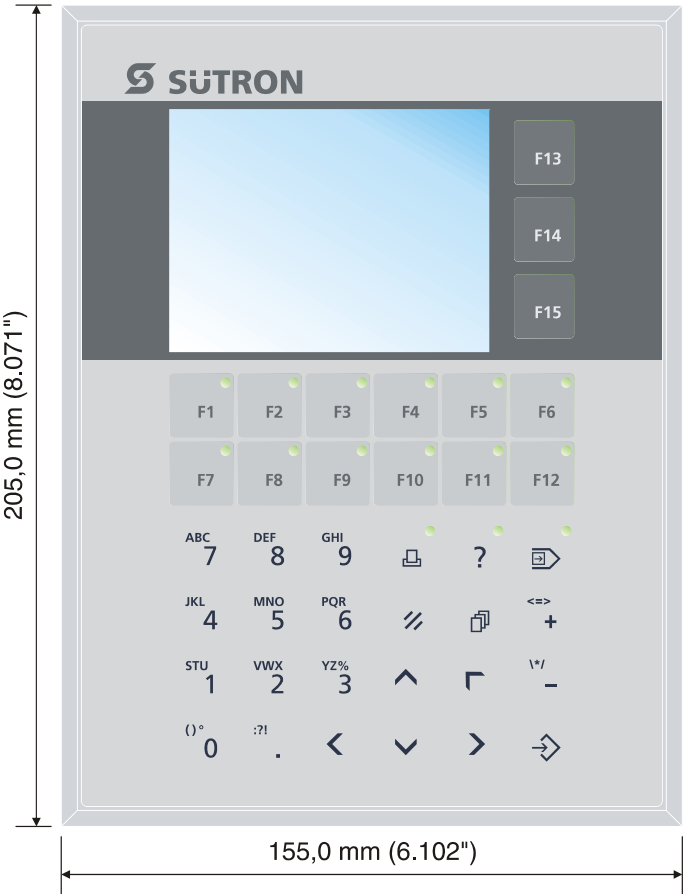 SÜTRON
F13
F14
F15
205,0 mm (8.071")
F1 F2 F3 F4 F5 F6
F7 F8 F9 F10 F11 F12
ABC DEF GHI
7 8 9 ?
JKL MNO PQR <=>
4 5 6 +
STU VWX YZ% \*/
1 2 3 –
( ) ° :?!
0 .
155,0 mm (6.102")